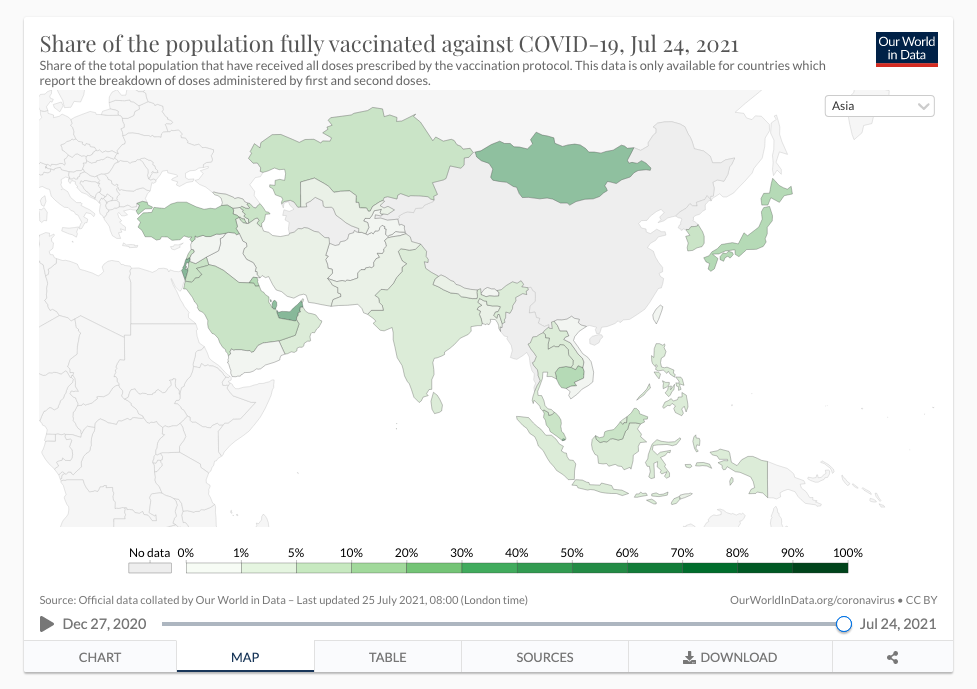 Share of the population fully vaccinated against COVID-19, Jul 24, 2021
Share of the total population that have received all doses prescribed by the vaccination protocol. This data is only available for countries which
report the breakdown of doses administered by first and second doses.
Our World
in Data
Asia
No data 0% 1% 5% 10% 20% 30% 40% 50% 60% 70% 80% 90% 100%
Source: Official data collated by Our World in Data – Last updated 25 July 2021, 08:00 (London time)
OurWorldInData.org/coronavirus • CC BY
Dec 27, 2020
Jul 24, 2021
CHART MAP TABLE SOURCES DOWNLOAD